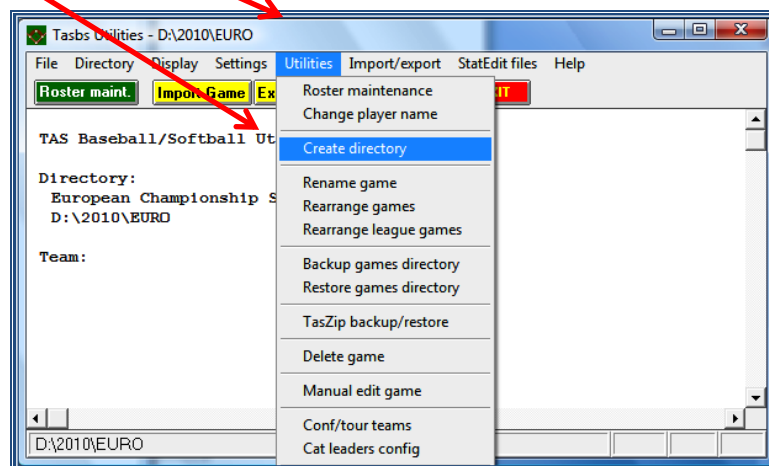 Tasbs Utilities - D:\2010\EURO
File Directory Display Settings Utilities Import/export StatEdit files Help
Roster maint. Import Game Ex IT
Roster maintenance
Change player name
Create directory
Rename game
Rearrange games
Rearrange league games
Backup games directory
Restore games directory
TasZip backup/restore
Delete game
Manual edit game
Conf/tour teams
Cat leaders config
TAS Baseball/Softball Ut
Directory:
European Championship S
D:\2010\EURO
Team:
D:\2010\EURO